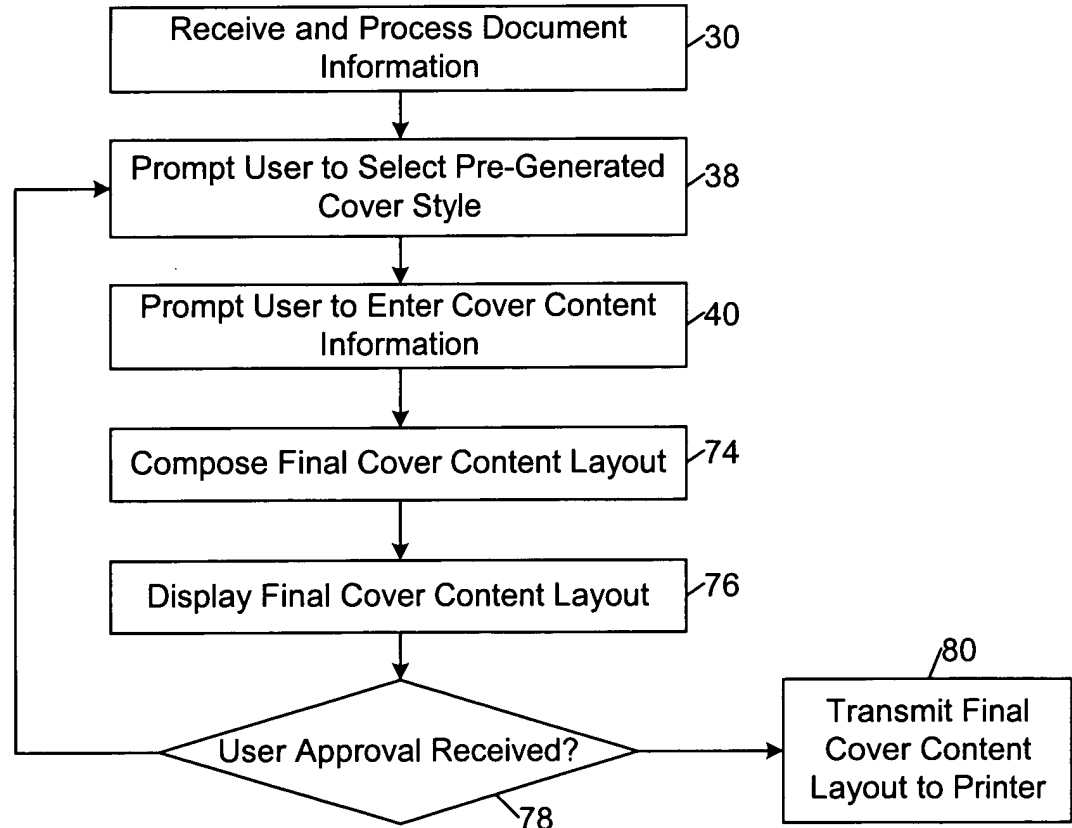 Receive and Process Document
Information
30
Prompt User to Select Pre-Generated
Cover Style
38
Prompt User to Enter Cover Content
Information
40
Compose Final Cover Content Layout
74
Display Final Cover Content Layout
76
User Approval Received?
78
80
Transmit Final
Cover Content
Layout to Printer